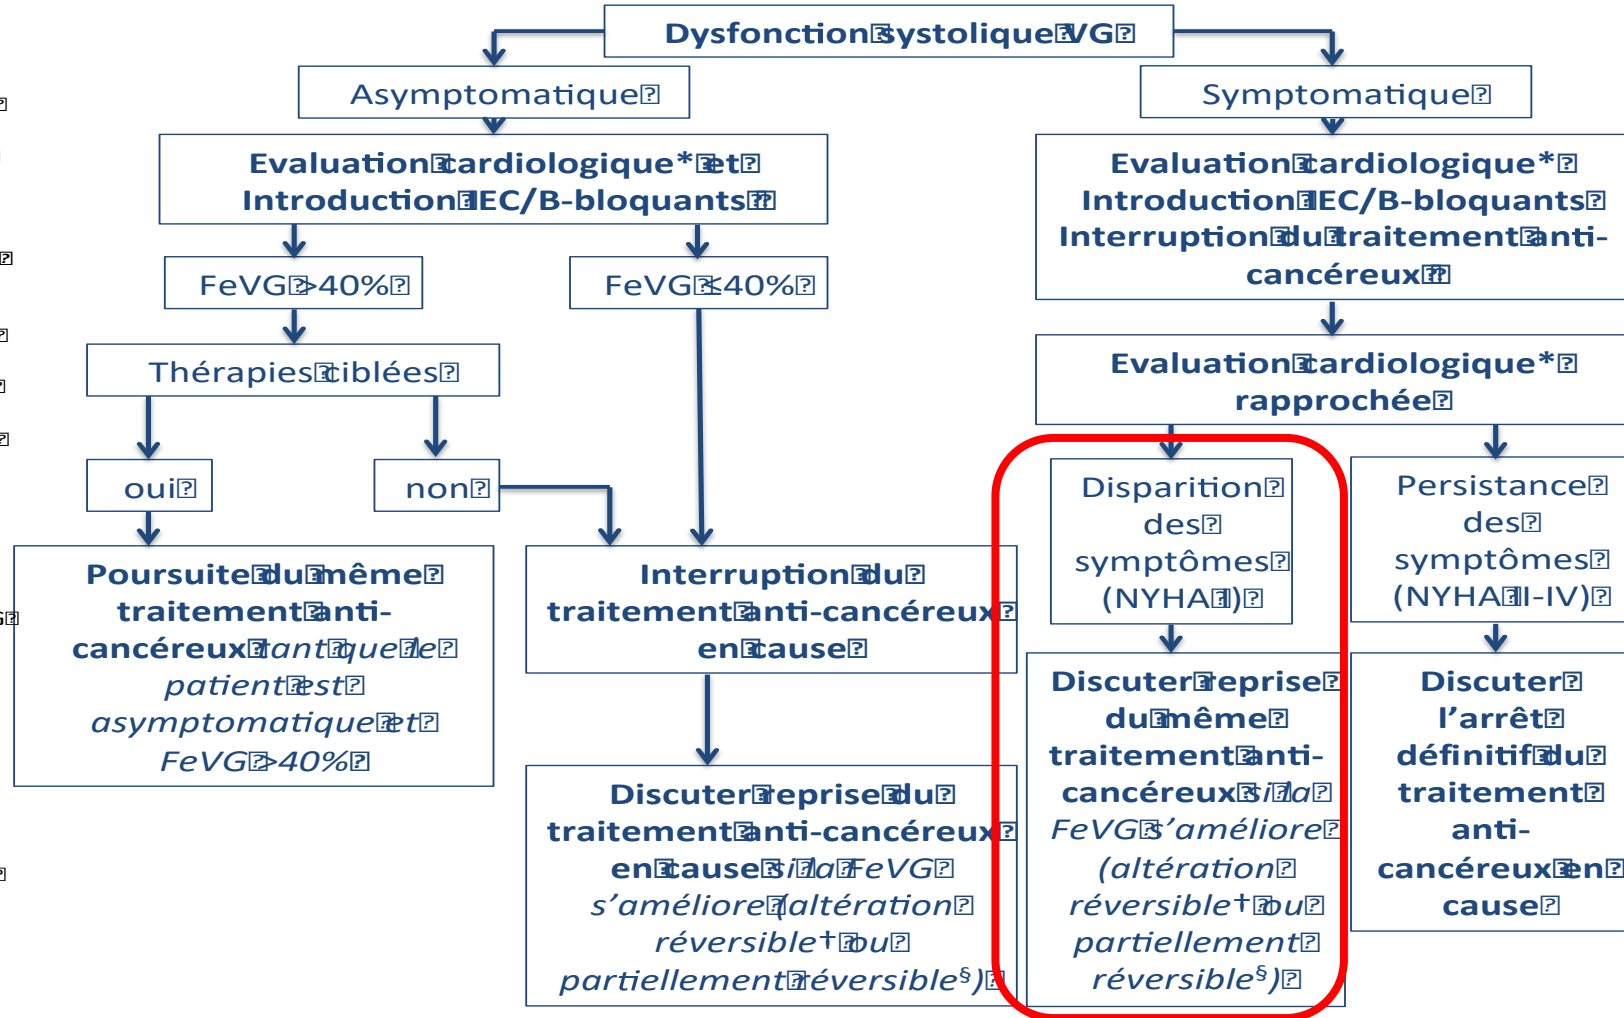 Dysfonction systolique VG
Asymptomatique
Symptomatique
Evaluation cardiologique* et
Introduction IEC/B-bloquants
Evaluation cardiologique*
Introduction IEC/B-bloquants
Interruption du traitement anti-
cancéreux
FeVG >40%
FeVG ≤40%
Thérapies ciblées
Evaluation cardiologique*
rapprochée
oui
non
Disparition
des
symptômes
(NYHA I)
Persistance
des
symptômes
(NYHA II-IV)
Poursuite du même
traitement anti-
cancéreux tant que le
patient est
asymptomatique et
FeVG >40%
Interruption du
traitement anti-cancéreux
en cause
Discuter reprise du
traitement anti-cancéreux
en cause si la FeVG
s'améliore (altération
réversible† ou
partiellement réversible§)
Discuter reprise
du même
traitement anti-
cancéreux si la
FeVG s'améliore
(altération
réversible† ou
partiellement
réversible§)
Discuter
l'arrêt
définitif du
traitement
anti-
cancéreux en
cause